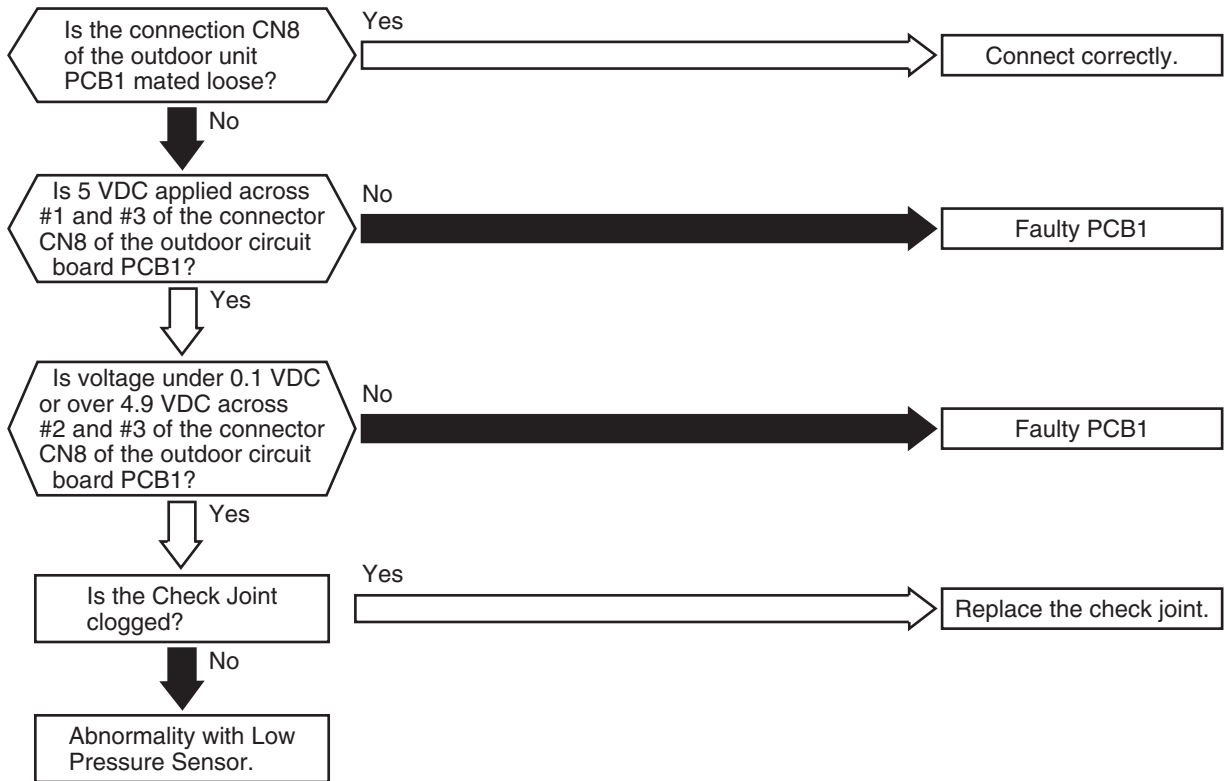 Is the connection CN8
of the outdoor unit
PCB1 mated loose?
Yes
Connect correctly.
No
Is 5 VDC applied across
#1 and #3 of the connector
CN8 of the outdoor circuit
board PCB1?
No
Faulty PCB1
Yes
Is voltage under 0.1 VDC
or over 4.9 VDC across
#2 and #3 of the connector
CN8 of the outdoor circuit
board PCB1?
No
Faulty PCB1
Yes
Is the Check Joint
clogged?
Yes
Replace the check joint.
No
Abnormality with Low
Pressure Sensor.